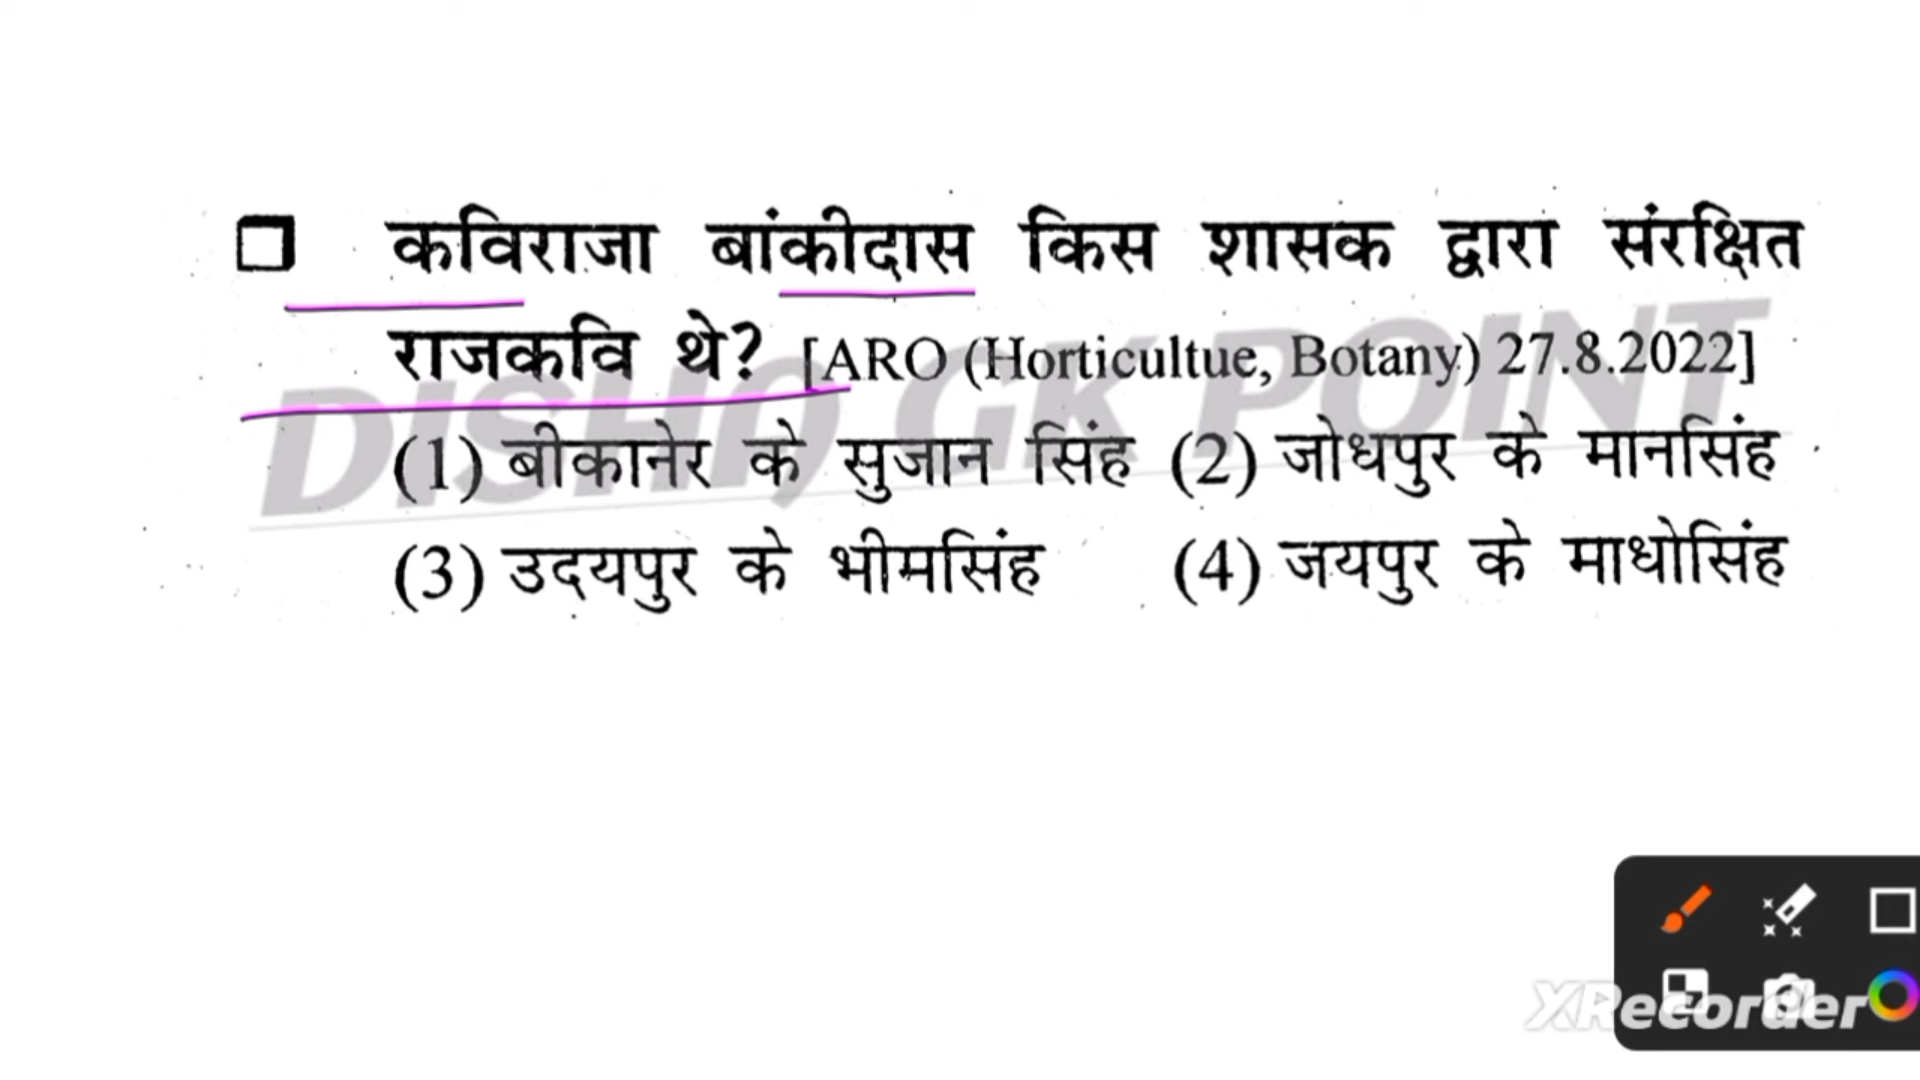 कविराजा बांकीदास किस शासक द्वारा संरक्षित
राजकवि थे? [ARO (Horticultue, Botany) 27.8.2022]
(1) बीकानेर के सुजान सिंह (2) जोधपुर के मानसिंह
(3) उदयपुर के भीमसिंह (4) जयपुर के माधोसिंह
DISHA GK POINT
XRecorder